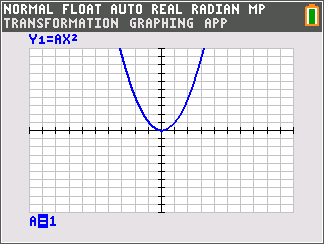 NORMAL FLOAT AUTO REAL RADIAN MP
TRANSFORMATION GRAPHING APP
Y1=AX²
A=1